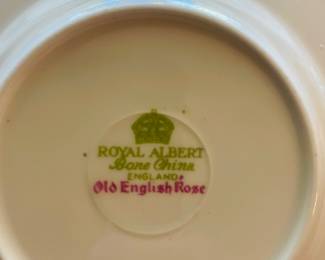 ROYAL ALBERT
Bone China
ENGLAND
Old English Rose